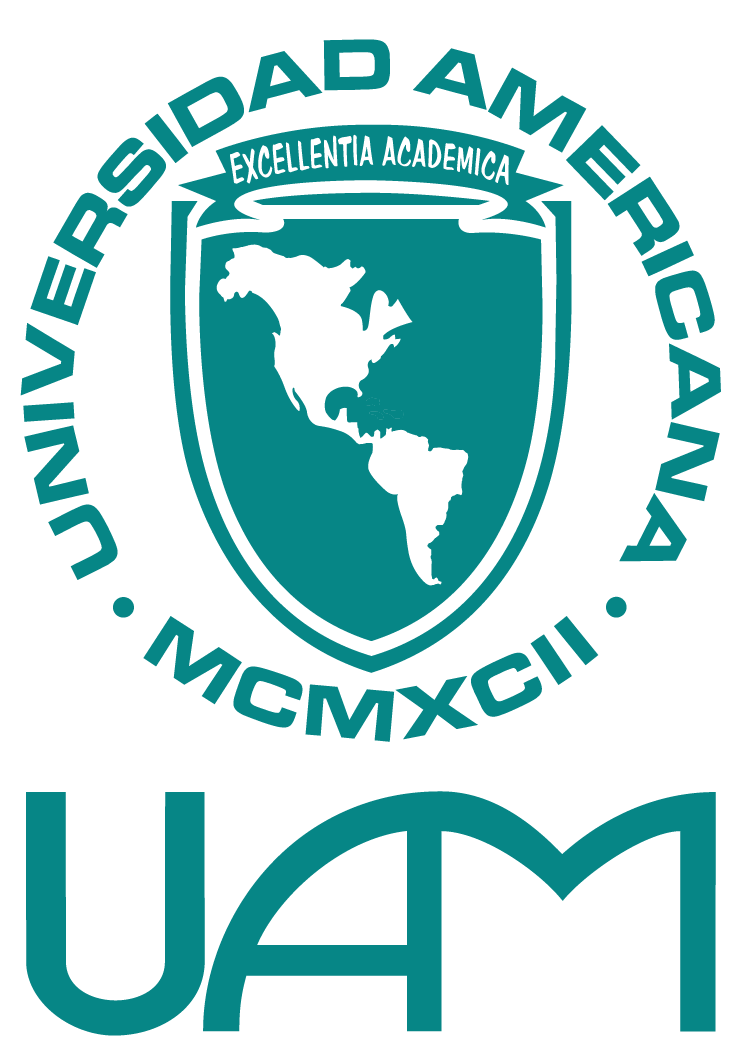 UNIVERSIDAD AMERICANA
EXCELLENTIA ACADEMICA
• MCMXCII •
UAM